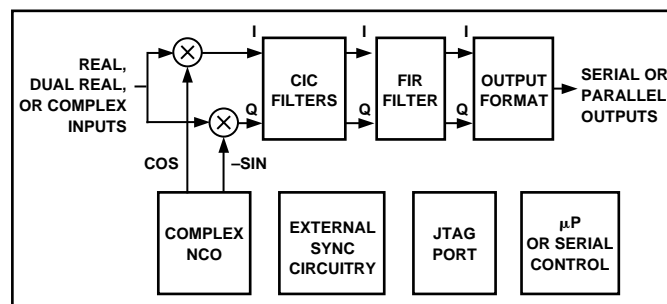 REAL,
DUAL REAL,
OR COMPLEX
INPUTS
I
I
I
Q
Q
Q
CIC
FILTERS
FIR
FILTER
OUTPUT
FORMAT
SERIAL OR
PARALLEL
OUTPUTS
COS
–SIN
COMPLEX
NCO
EXTERNAL
SYNC
CIRCUITRY
JTAG
PORT
μP
OR SERIAL
CONTROL